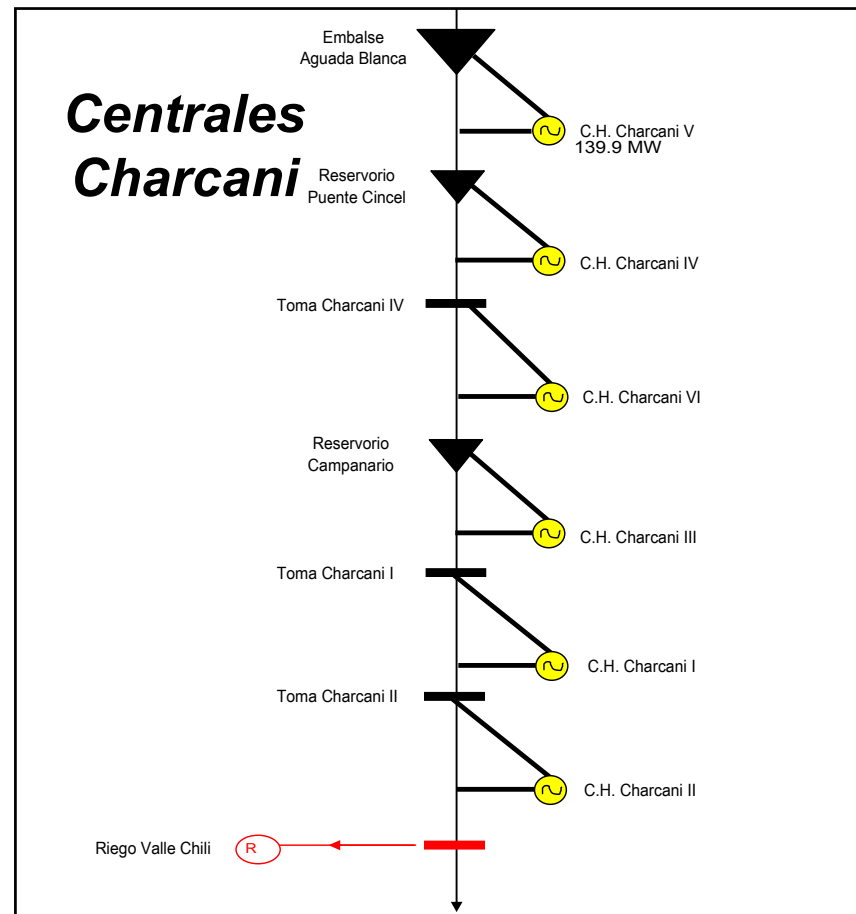 Embalse
Aguada Blanca
Centrales
Charcani
C.H. Charcani V
139.9 MW
Reservorio
Puente Cincel
C.H. Charcani IV
Toma Charcani IV
C.H. Charcani VI
Reservorio
Campanario
C.H. Charcani III
Toma Charcani I
C.H. Charcani I
Toma Charcani II
C.H. Charcani II
Riego Valle Chili
R